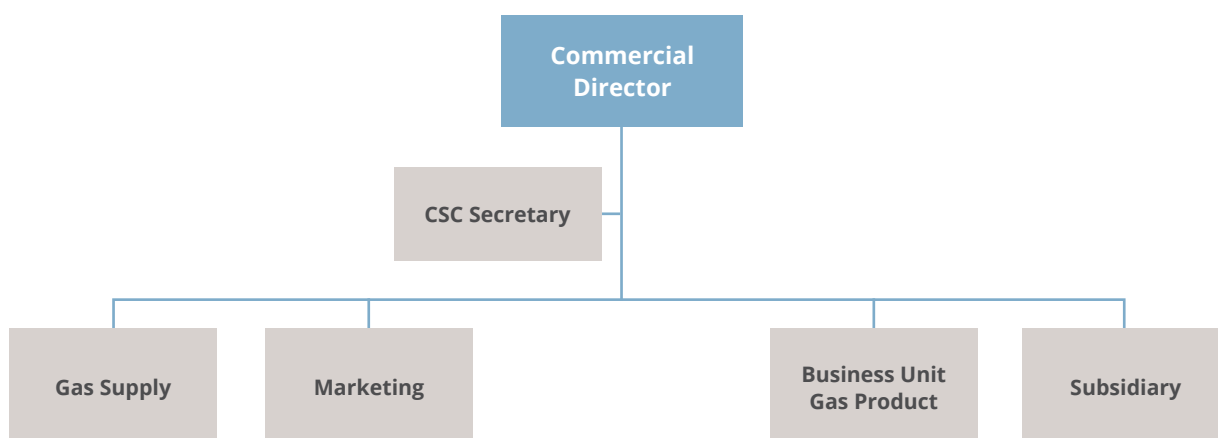 Commercial
Director
CSC Secretary
Gas Supply
Marketing
Business Unit
Gas Product
Subsidiary